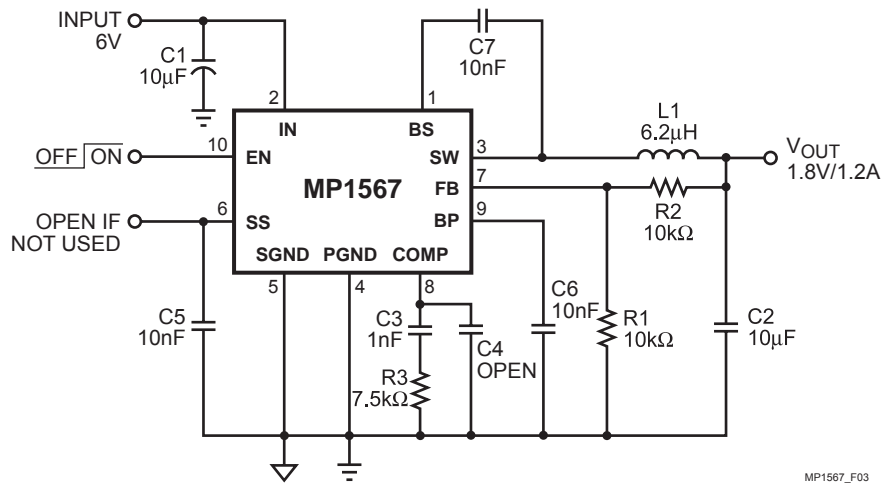 INPUT
6V
C1
10µF
C7
10nF
2
1
IN
BS
L1
6.2µH
OFF ON
10
EN
SW
3
VOUT
1.8V/1.2A
MP1567
FB
7
R2
10kΩ
OPEN IF
NOT USED
6
SS
BP
9
SGND
PGND
COMP
5
4
8
C5
10nF
C3
1nF
C4
OPEN
C6
10nF
R1
10kΩ
C2
10µF
R3
7.5kΩ
MP1567_F03